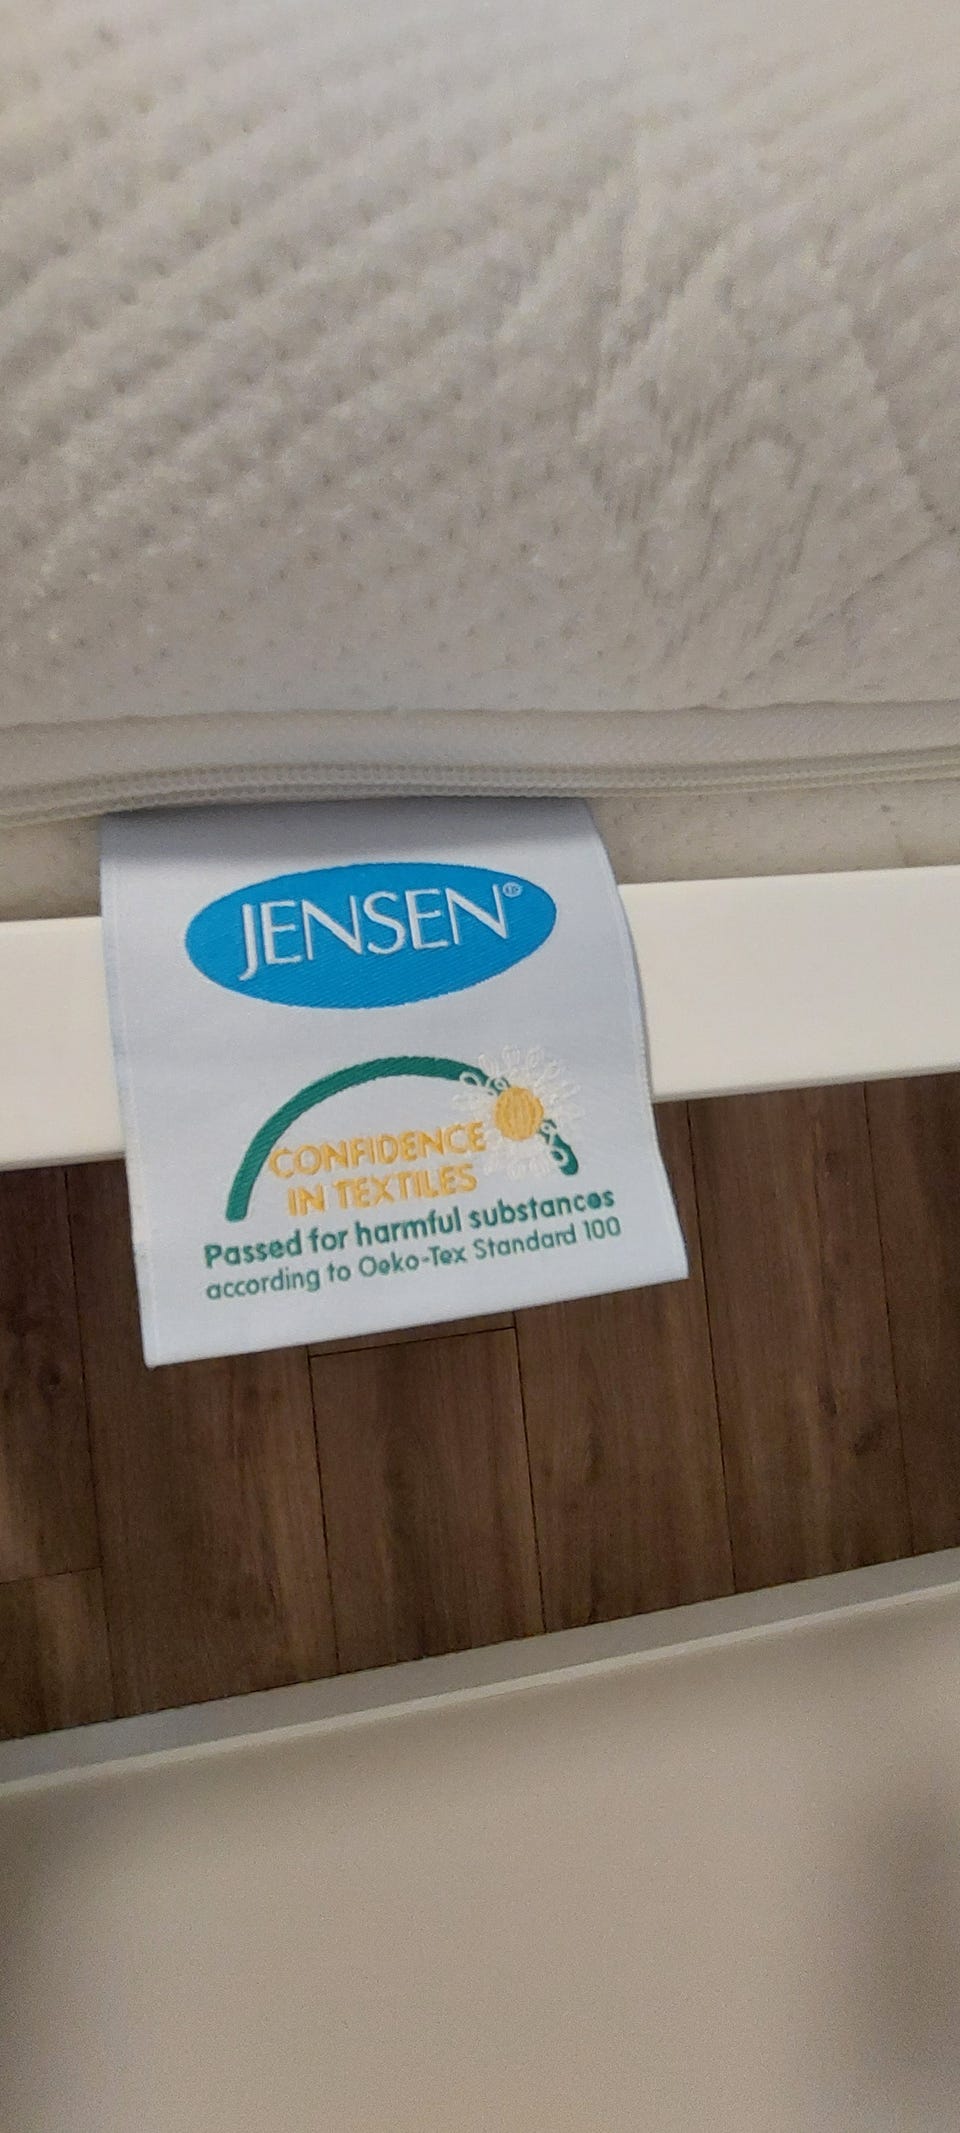 JENSEN®
CONFIDENCE
IN TEXTILES
Passed for harmful substances
according to Oeko-Tex Standard 100